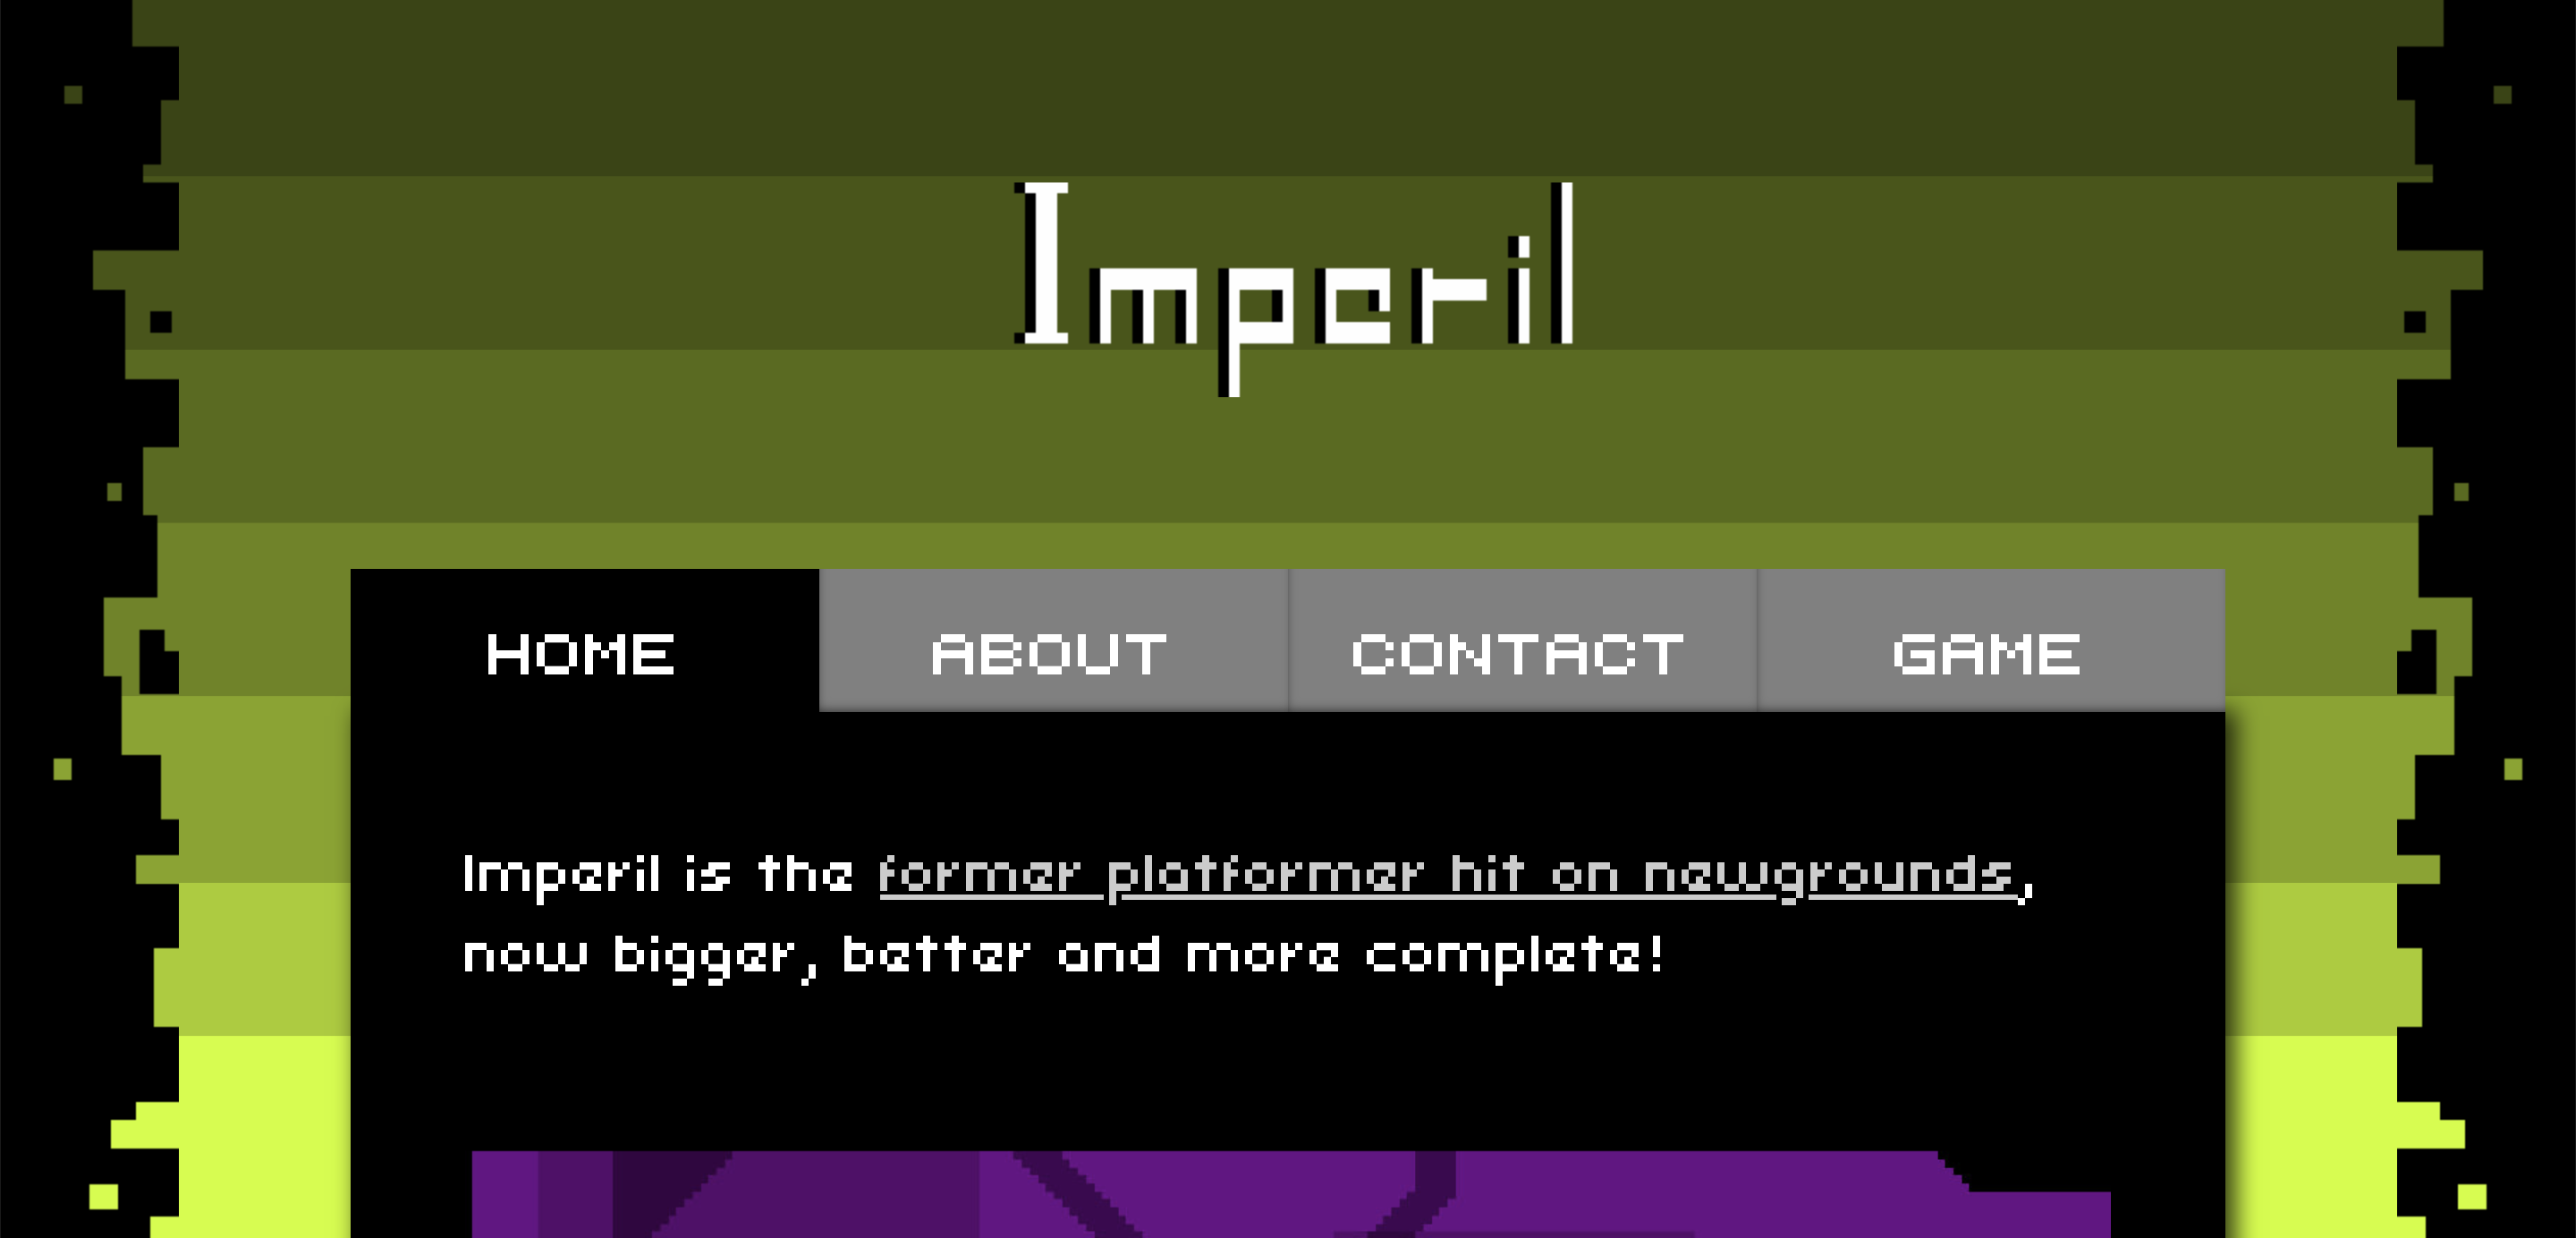 Imperil
HOME ABOUT CONTACT GAME
Imperil is the former platformer hit on newgrounds,
now bigger, better and more complete!